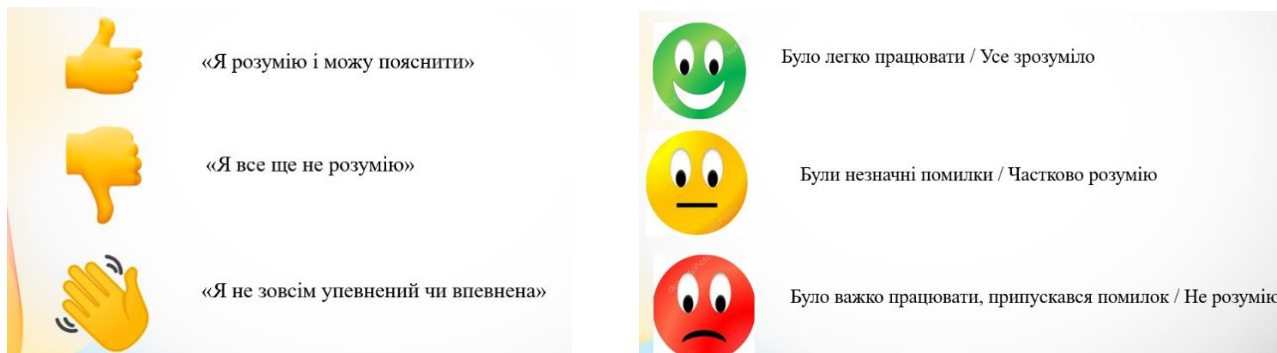 «Я розумію і можу пояснити»
«Я все ще не розумію»
«Я не зовсім упевнений чи впевнена»
Було легко працювати / Усе зрозуміло
Були незначні помилки / Частково розумію
Було важко працювати, припускався помилок / Не розумію